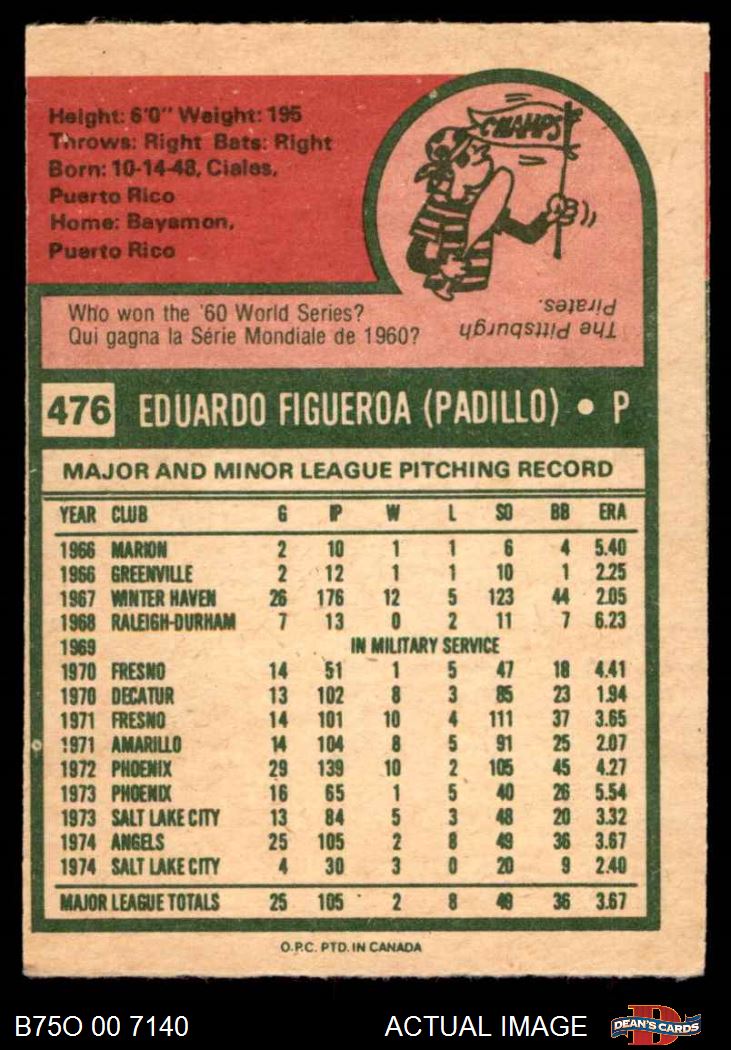 Height: 6'0" Weight: 195
Throws: Right Bats: Right
Born: 10-14-48, Ciales,
Puerto Rico
Home: Bayamon,
Puerto Rico
CHAMPS
Who won the '60 World Series?
Qui gagna la Série Mondiale de 1960?
The Pittsburgh
Pirates.
476 EDUARDO FIGUEROA (PADILLO) • P
MAJOR AND MINOR LEAGUE PITCHING RECORD
YEAR CLUB G IP W L SO BB ERA
1966 MARION 2 10 1 1 6 4 5.40
1966 GREENVILLE 2 12 1 1 10 1 2.25
1967 WINTER HAVEN 26 176 12 5 123 44 2.05
1968 RALEIGH-DURHAM 7 13 0 2 11 7 6.23
1969 IN MILITARY SERVICE
1970 FRESNO 14 51 1 5 47 18 4.41
1970 DECATUR 13 102 8 3 85 23 1.94
1971 FRESNO 14 101 10 4 111 37 3.65
1971 AMARILLO 14 104 8 5 91 25 2.07
1972 PHOENIX 29 139 10 2 105 45 4.27
1973 PHOENIX 16 65 1 5 40 26 5.54
1973 SALT LAKE CITY 13 84 5 3 48 20 3.32
1974 ANGELS 25 105 2 8 49 36 3.67
1974 SALT LAKE CITY 4 30 3 0 20 9 2.40
MAJOR LEAGUE TOTALS 25 105 2 8 49 36 3.67
O.P.C. PTD. IN CANADA
B75O 00 7140 ACTUAL IMAGE
D
DEAN'S CARDS